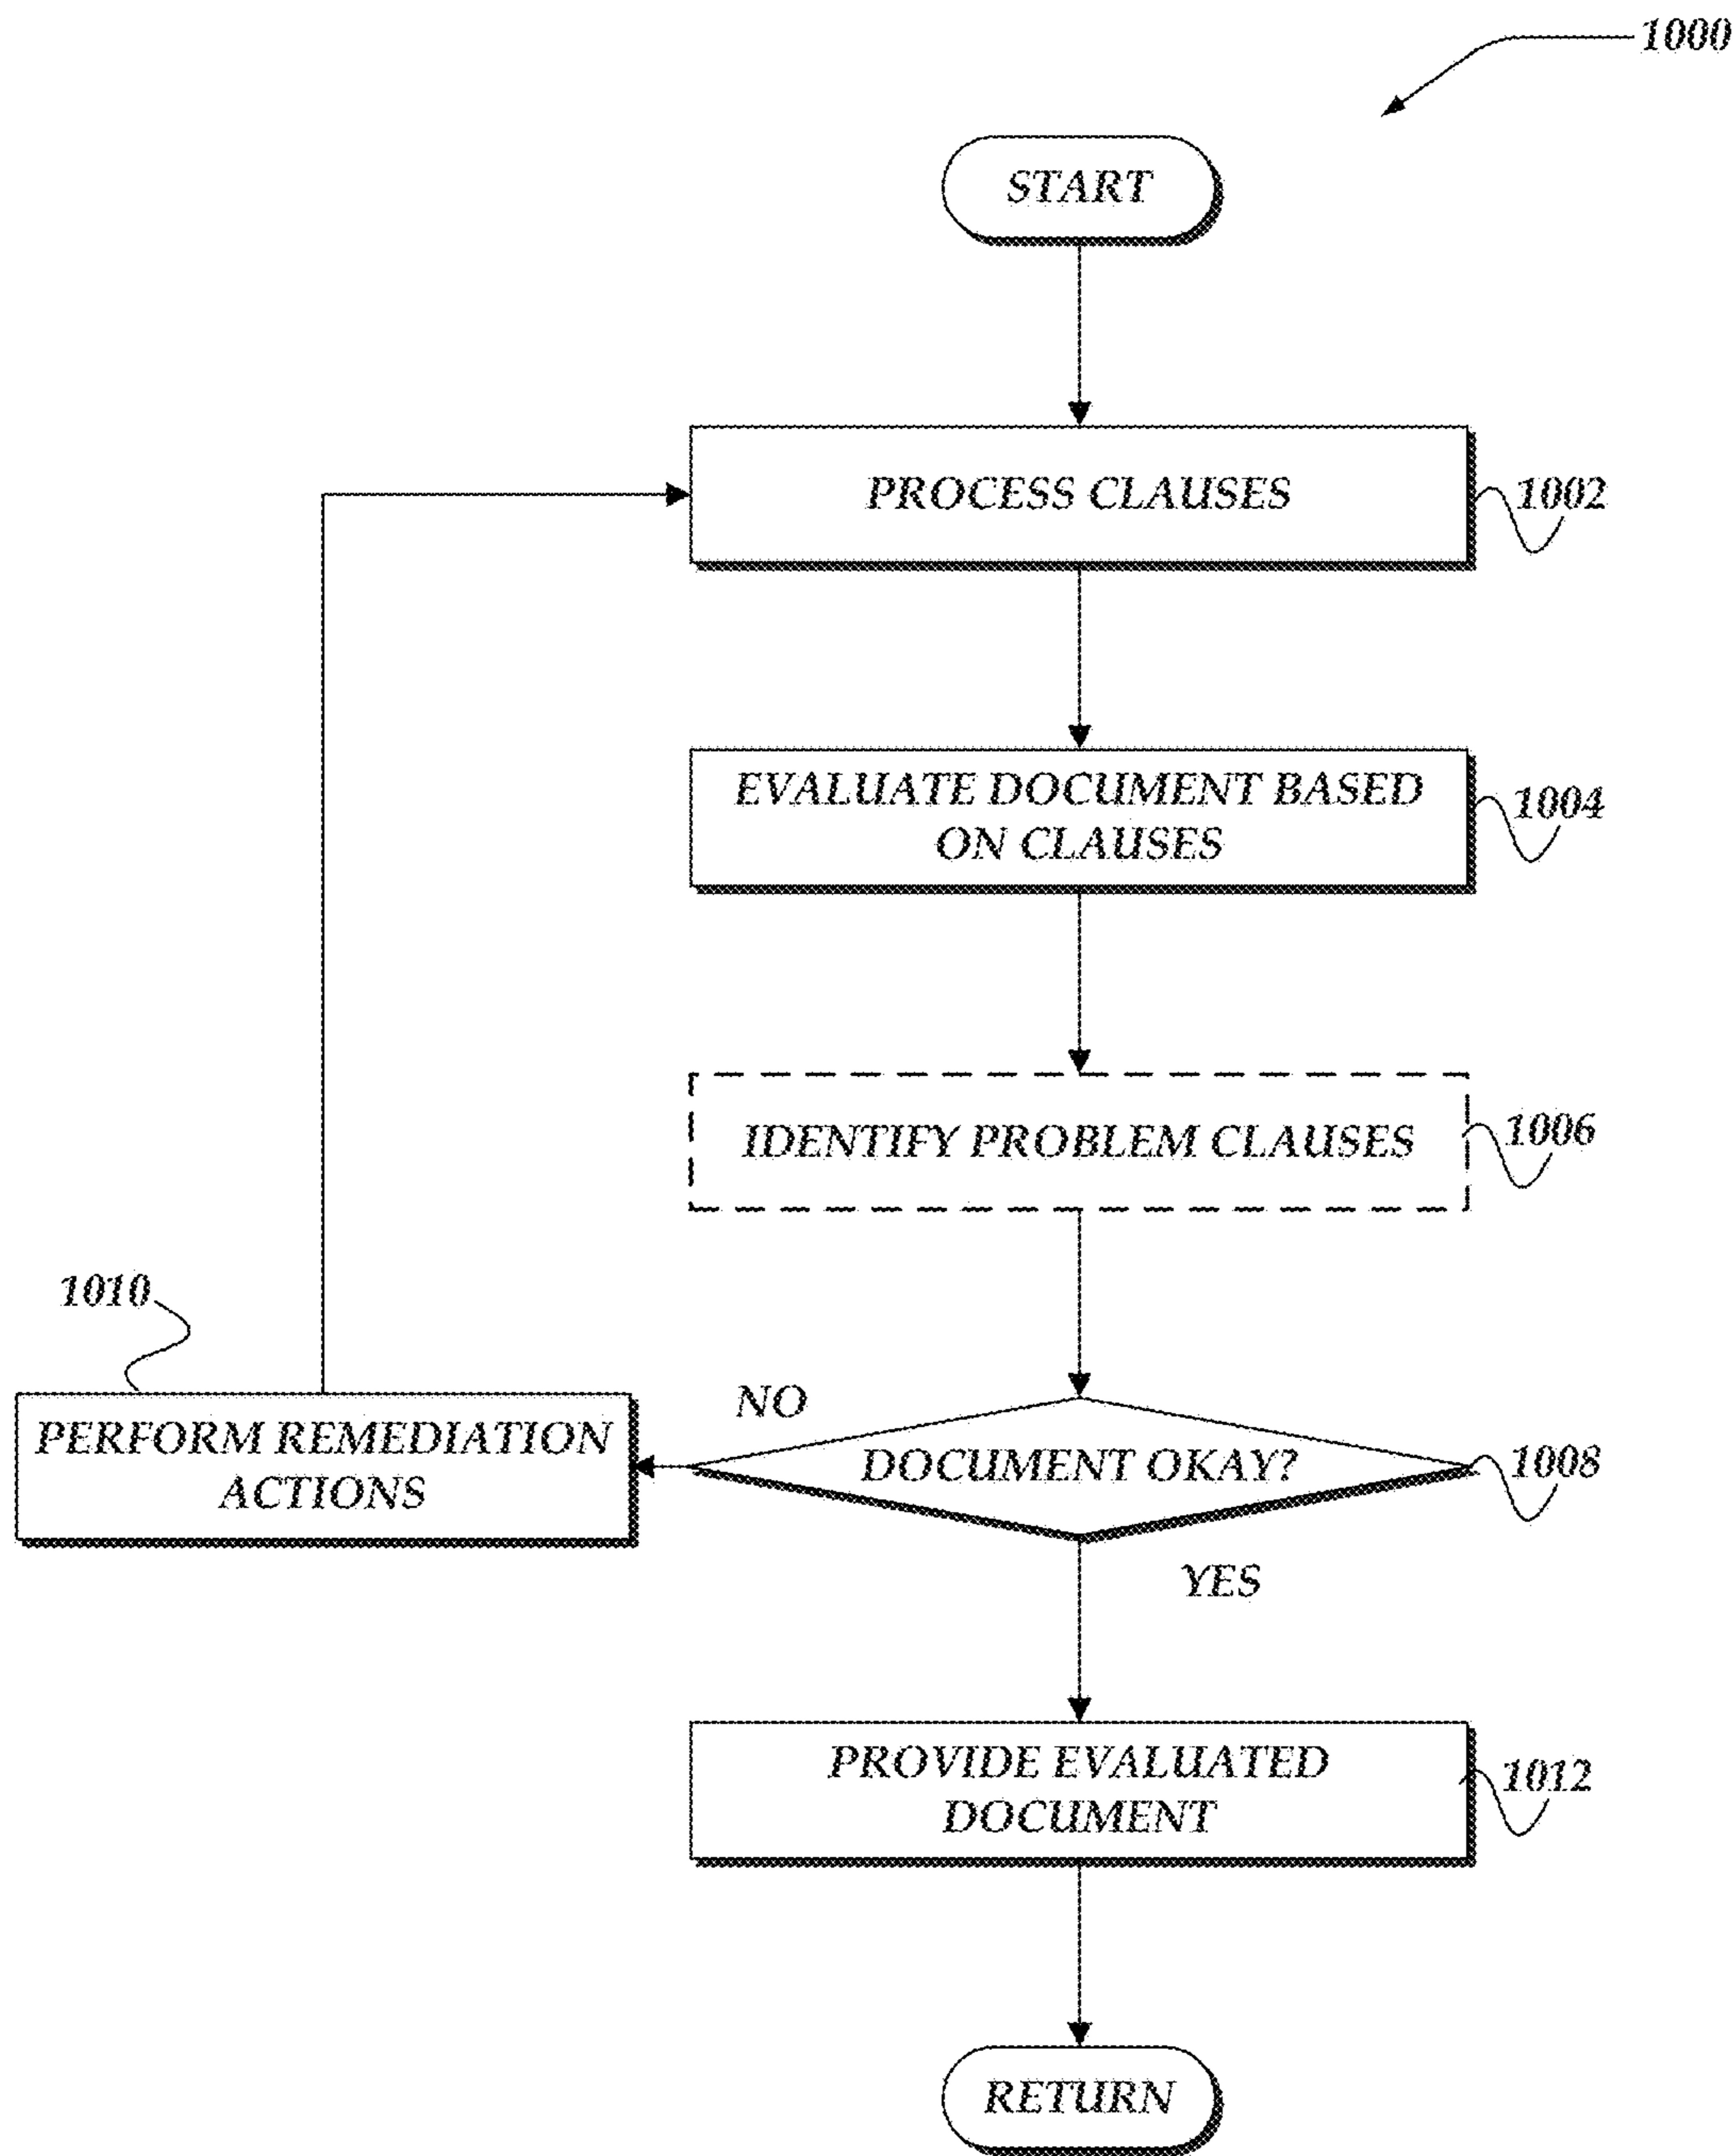 1000
START
PROCESS CLAUSES
1002
EVALUATE DOCUMENT BASED
ON CLAUSES
1004
IDENTIFY PROBLEM CLAUSES
1006
1010
PERFORM REMEDIATION
ACTIONS
NO
DOCUMENT OKAY?
1008
YES
PROVIDE EVALUATED
DOCUMENT
1012
RETURN